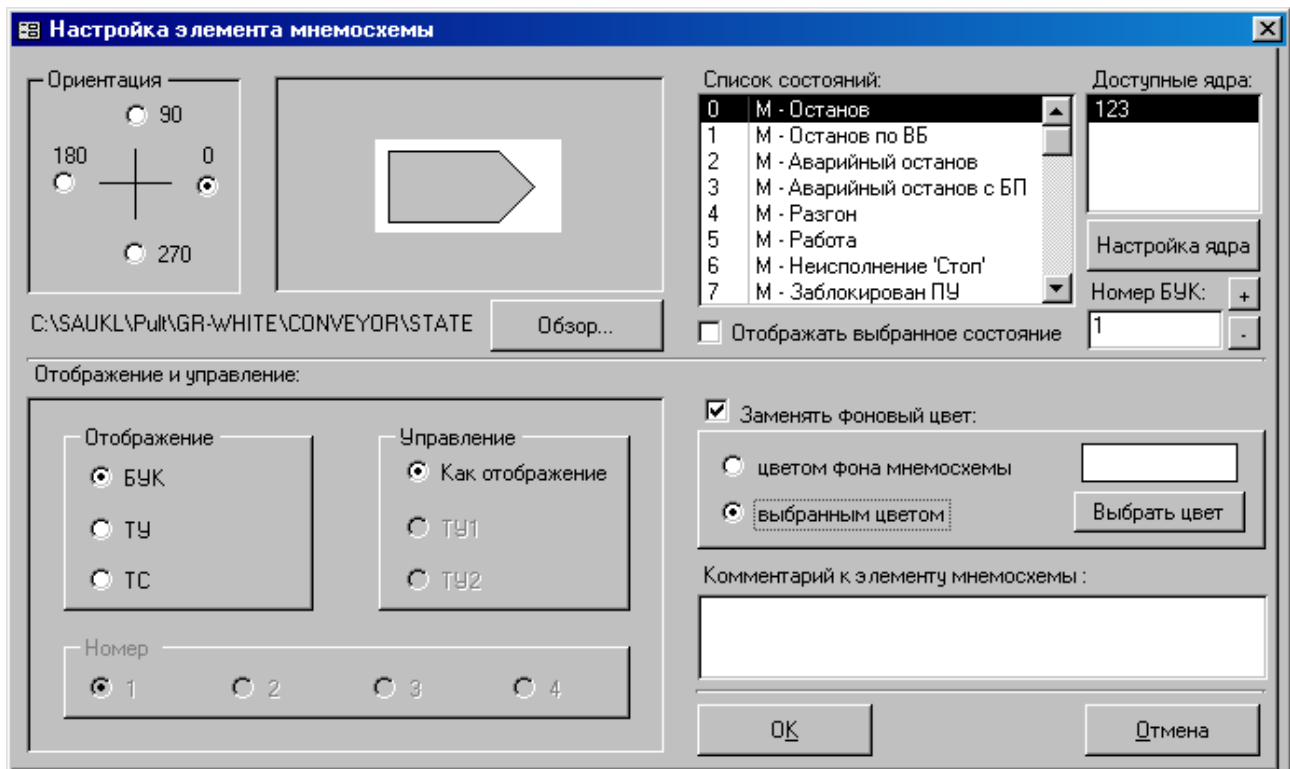 Настройка элемента мнемосхемы
Ориентация
90
180
0
270
C:\SAUKL\Pult\GR-WHITE\CONVEYOR\STATE
Обзор...
Список состояний:
0 М - Останов
1 М - Останов по ВБ
2 М - Аварийный останов
3 М - Аварийный останов с БП
4 М - Разгон
5 М - Работа
6 М - Неисполнение 'Стоп'
7 М - Заблокирован ПУ
Отображать выбранное состояние
Доступные ядра:
123
Настройка ядра
Номер БУК:
+
1
-
Отображение и управление:
Отображение
БУК
ТУ
ТС
Управление
Как отображение
ТУ1
ТУ2
Номер
1 2 3 4
Заменять фоновый цвет:
цветом фона мнемосхемы
выбранным цветом
Выбрать цвет
Комментарий к элементу мнемосхемы :
OK
Отмена